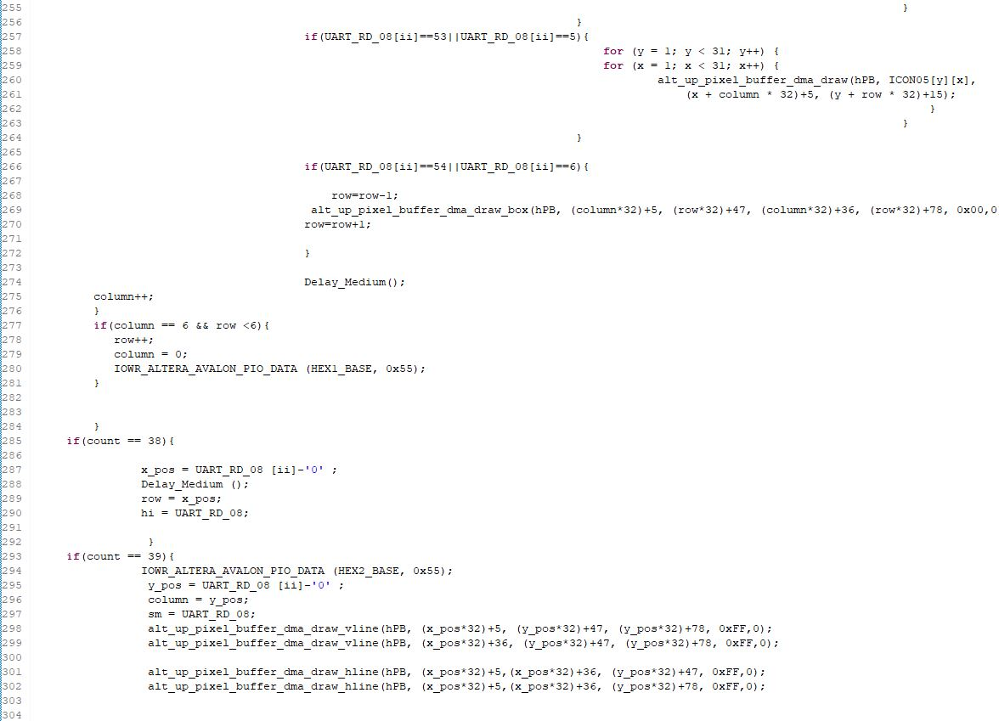 255 }
256 }
257 if(UART_RD_08[ii]==53||UART_RD_08[ii]==5){
258 for (y = 1; y < 31; y++) {
259 for (x = 1; x < 31; x++) {
260 alt_up_pixel_buffer_dma_draw(hPB, ICON05[y][x],
261 (x + column * 32)+5, (y + row * 32)+15);
262 }
263 }
264 }
265
266 if(UART_RD_08[ii]==54||UART_RD_08[ii]==6){
267
268 row=row-1;
269 alt_up_pixel_buffer_dma_draw_box(hPB, (column*32)+5, (row*32)+47, (column*32)+36, (row*32)+78, 0x00,0
270 row=row+1;
271
272 }
273
274 Delay_Medium();
275 column++;
276 }
277 if(column == 6 && row <6){
278 row++;
279 column = 0;
280 IOWR_ALTERA_AVALON_PIO_DATA (HEX1_BASE, 0x55);
281 }
282
283
284 }
285 if(count == 38){
286
287 x_pos = UART_RD_08 [ii]-'0' ;
288 Delay_Medium ();
289 row = x_pos;
290 hi = UART_RD_08;
291
292 }
293 if(count == 39){
294 IOWR_ALTERA_AVALON_PIO_DATA (HEX2_BASE, 0x55);
295 y_pos = UART_RD_08 [ii]-'0' ;
296 column = y_pos;
297 sm = UART_RD_08;
298 alt_up_pixel_buffer_dma_draw_vline(hPB, (x_pos*32)+5, (y_pos*32)+47, (y_pos*32)+78, 0xFF,0);
299 alt_up_pixel_buffer_dma_draw_vline(hPB, (x_pos*32)+36, (y_pos*32)+47, (y_pos*32)+78, 0xFF,0);
300
301 alt_up_pixel_buffer_dma_draw_hline(hPB, (x_pos*32)+5,(x_pos*32)+36, (y_pos*32)+47, 0xFF,0);
302 alt_up_pixel_buffer_dma_draw_hline(hPB, (x_pos*32)+5,(x_pos*32)+36, (y_pos*32)+78, 0xFF,0);
303
304